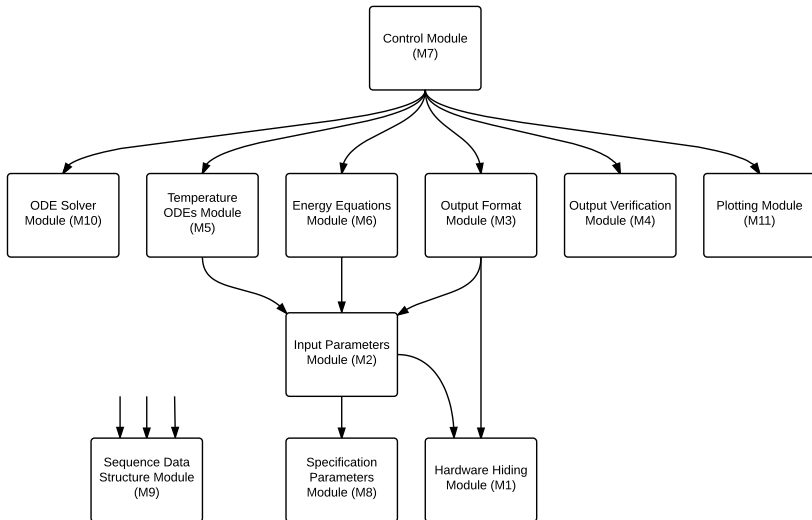 Control Module
(M7)
ODE Solver
Module (M10)
Temperature
ODEs Module
(M5)
Energy Equations
Module (M6)
Output Format
Module (M3)
Output Verification
Module (M4)
Plotting Module
(M11)
Input Parameters
Module (M2)
Sequence Data
Structure Module
(M9)
Specification
Parameters
Module (M8)
Hardware Hiding
Module (M1)